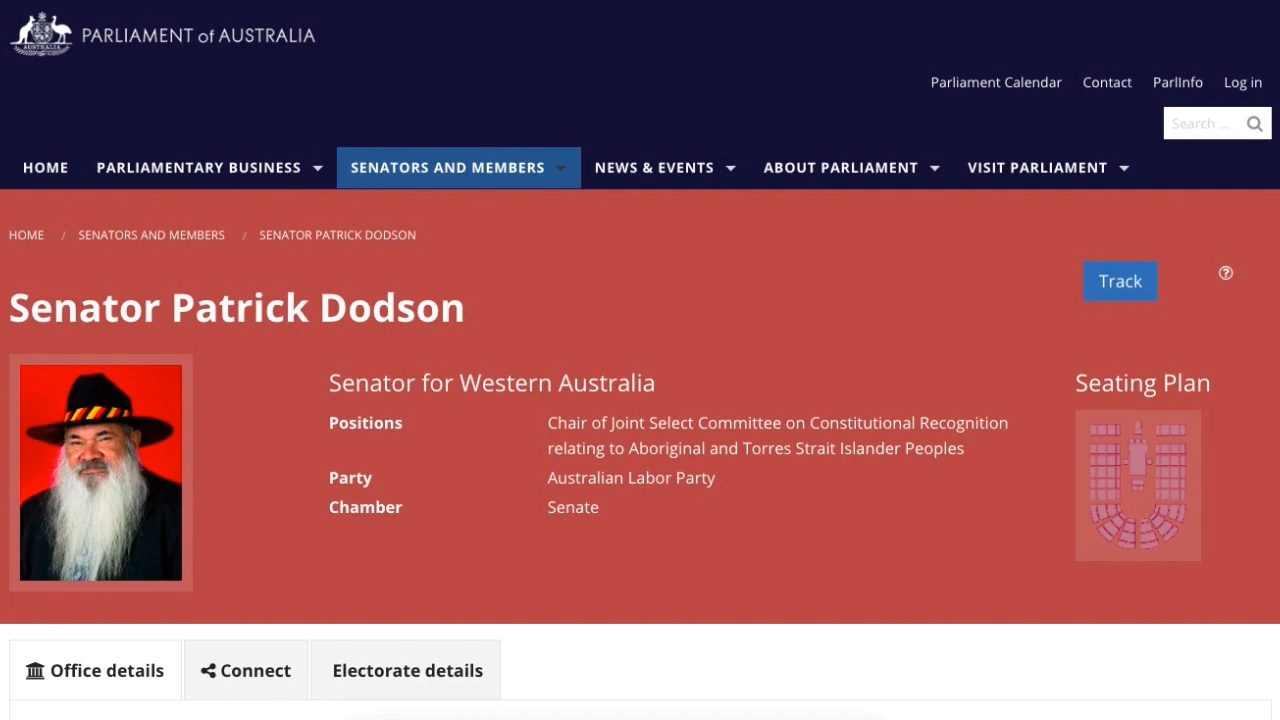 PARLIAMENT of AUSTRALIA
AUSTRALIA
Parliament Calendar Contact ParlInfo Log in
Search ...
HOME PARLIAMENTARY BUSINESS SENATORS AND MEMBERS NEWS & EVENTS ABOUT PARLIAMENT VISIT PARLIAMENT
HOME / SENATORS AND MEMBERS / SENATOR PATRICK DODSON
Track
Senator Patrick Dodson
Senator for Western Australia
Positions Chair of Joint Select Committee on Constitutional Recognition
relating to Aboriginal and Torres Strait Islander Peoples
Party Australian Labor Party
Chamber Senate
Seating Plan
Office details Connect Electorate details